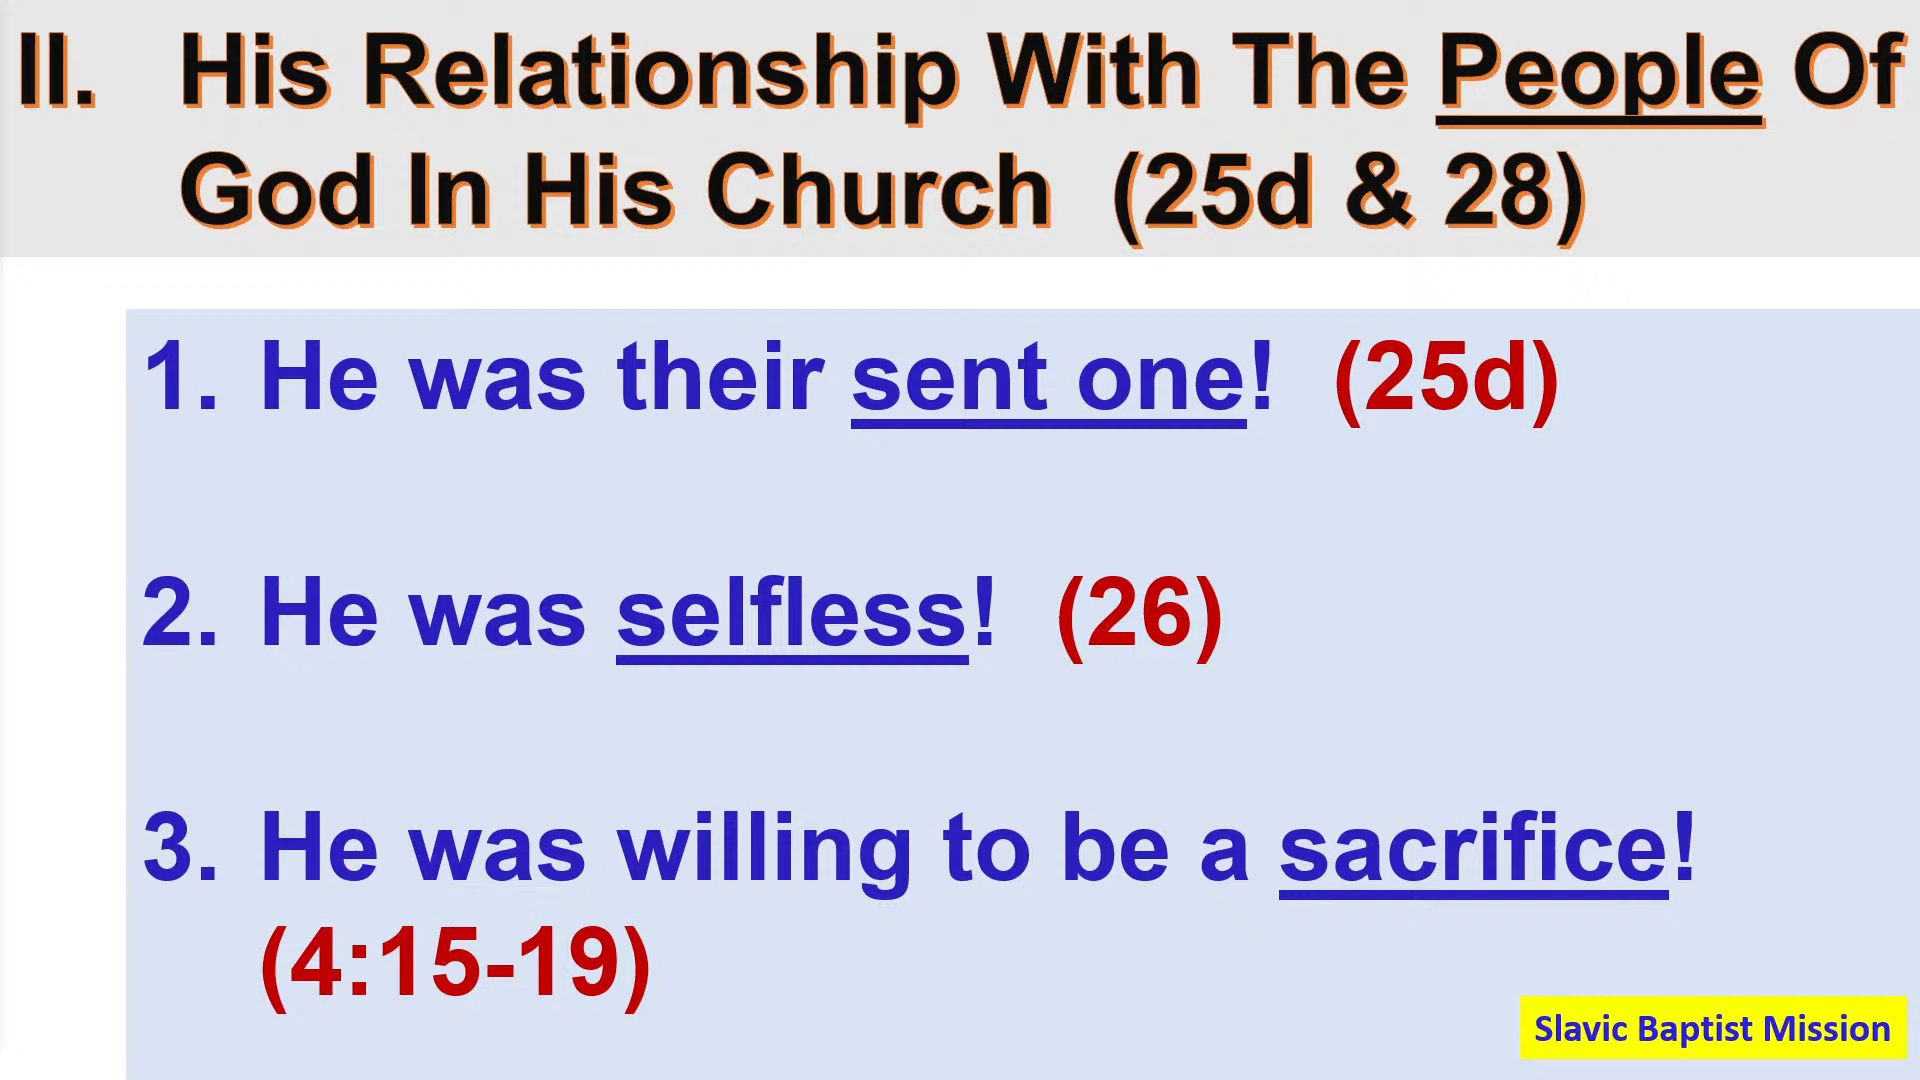 II. His Relationship With The People Of
God In His Church (25d & 28)
1. He was their sent one! (25d)
2. He was selfless! (26)
3. He was willing to be a sacrifice!
(4:15-19)
Slavic Baptist Mission